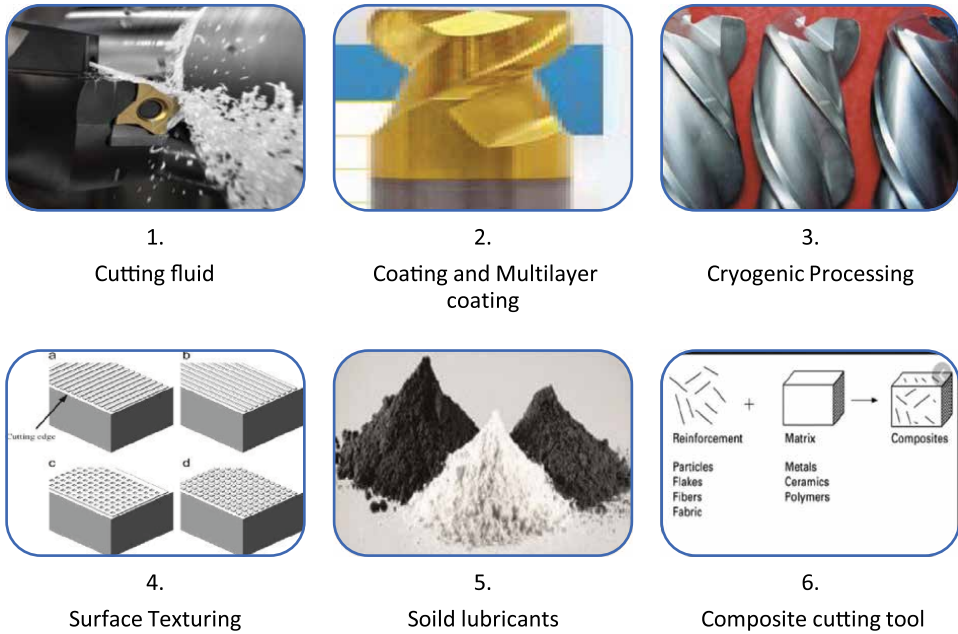 1.
Cutting fluid
2.
Coating and Multilayer
coating
3.
Cryogenic Processing
a
b
Cutting edge
c
d
4.
Surface Texturing
5.
Soild lubricants
+
Reinforcement
Matrix
Composites
Particles
Flakes
Fibers
Fabric
Metals
Ceramics
Polymers
6.
Composite cutting tool